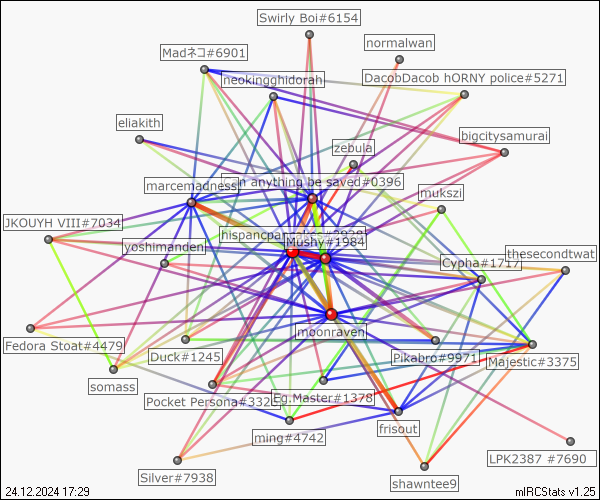 Swirly Boi#6154
normalwan
Madネコ#6901
DacobDacob hORNY police#5271
neokingghidorah
eliakith
bigcitysamurai
zebula
marcemadness
Can anything be saved#0396
mukszi
JKOUYH VIII#7034
Mushy#1984
yoshimanden
thesecondtwat
Cypha#1717
moonraven
Fedora Stoat#4479
Duck#1245
Pikabro#9971
Majestic#3375
somass
Pocket Persona#332
Eg.Master#1378
frisout
ming#4742
LPK2387 #7690
Silver#7938
shawntee9
24.12.2024 17:29
mIRCStats v1.25